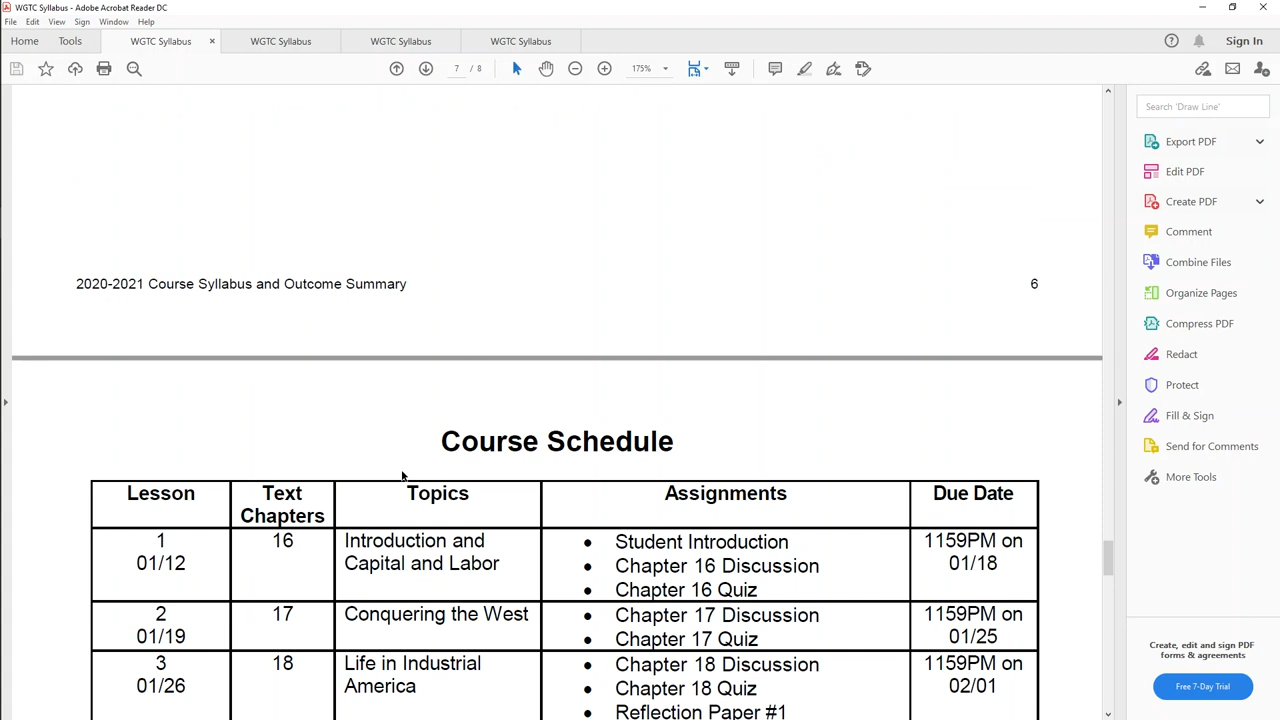 WGTC Syllabus - Adobe Acrobat Reader DC
File Edit View Sign Window Help
Home Tools WGTC Syllabus × WGTC Syllabus WGTC Syllabus WGTC Syllabus Sign In
7 / 8 175%
Search 'Draw Line'
Export PDF
Edit PDF
Create PDF
Comment
Combine Files
Organize Pages
Compress PDF
Redact
Protect
Fill & Sign
Send for Comments
More Tools
Create, edit and sign PDF
forms & agreements
Free 7-Day Trial
2020-2021 Course Syllabus and Outcome Summary 6
Course Schedule
Lesson Text Chapters Topics Assignments Due Date
1 16 Introduction and • Student Introduction 1159PM on
01/12 Capital and Labor • Chapter 16 Discussion 01/18
• Chapter 16 Quiz
2 17 Conquering the West • Chapter 17 Discussion 1159PM on
01/19 • Chapter 17 Quiz 01/25
3 18 Life in Industrial • Chapter 18 Discussion 1159PM on
01/26 America • Chapter 18 Quiz 02/01
• Reflection Paper #1